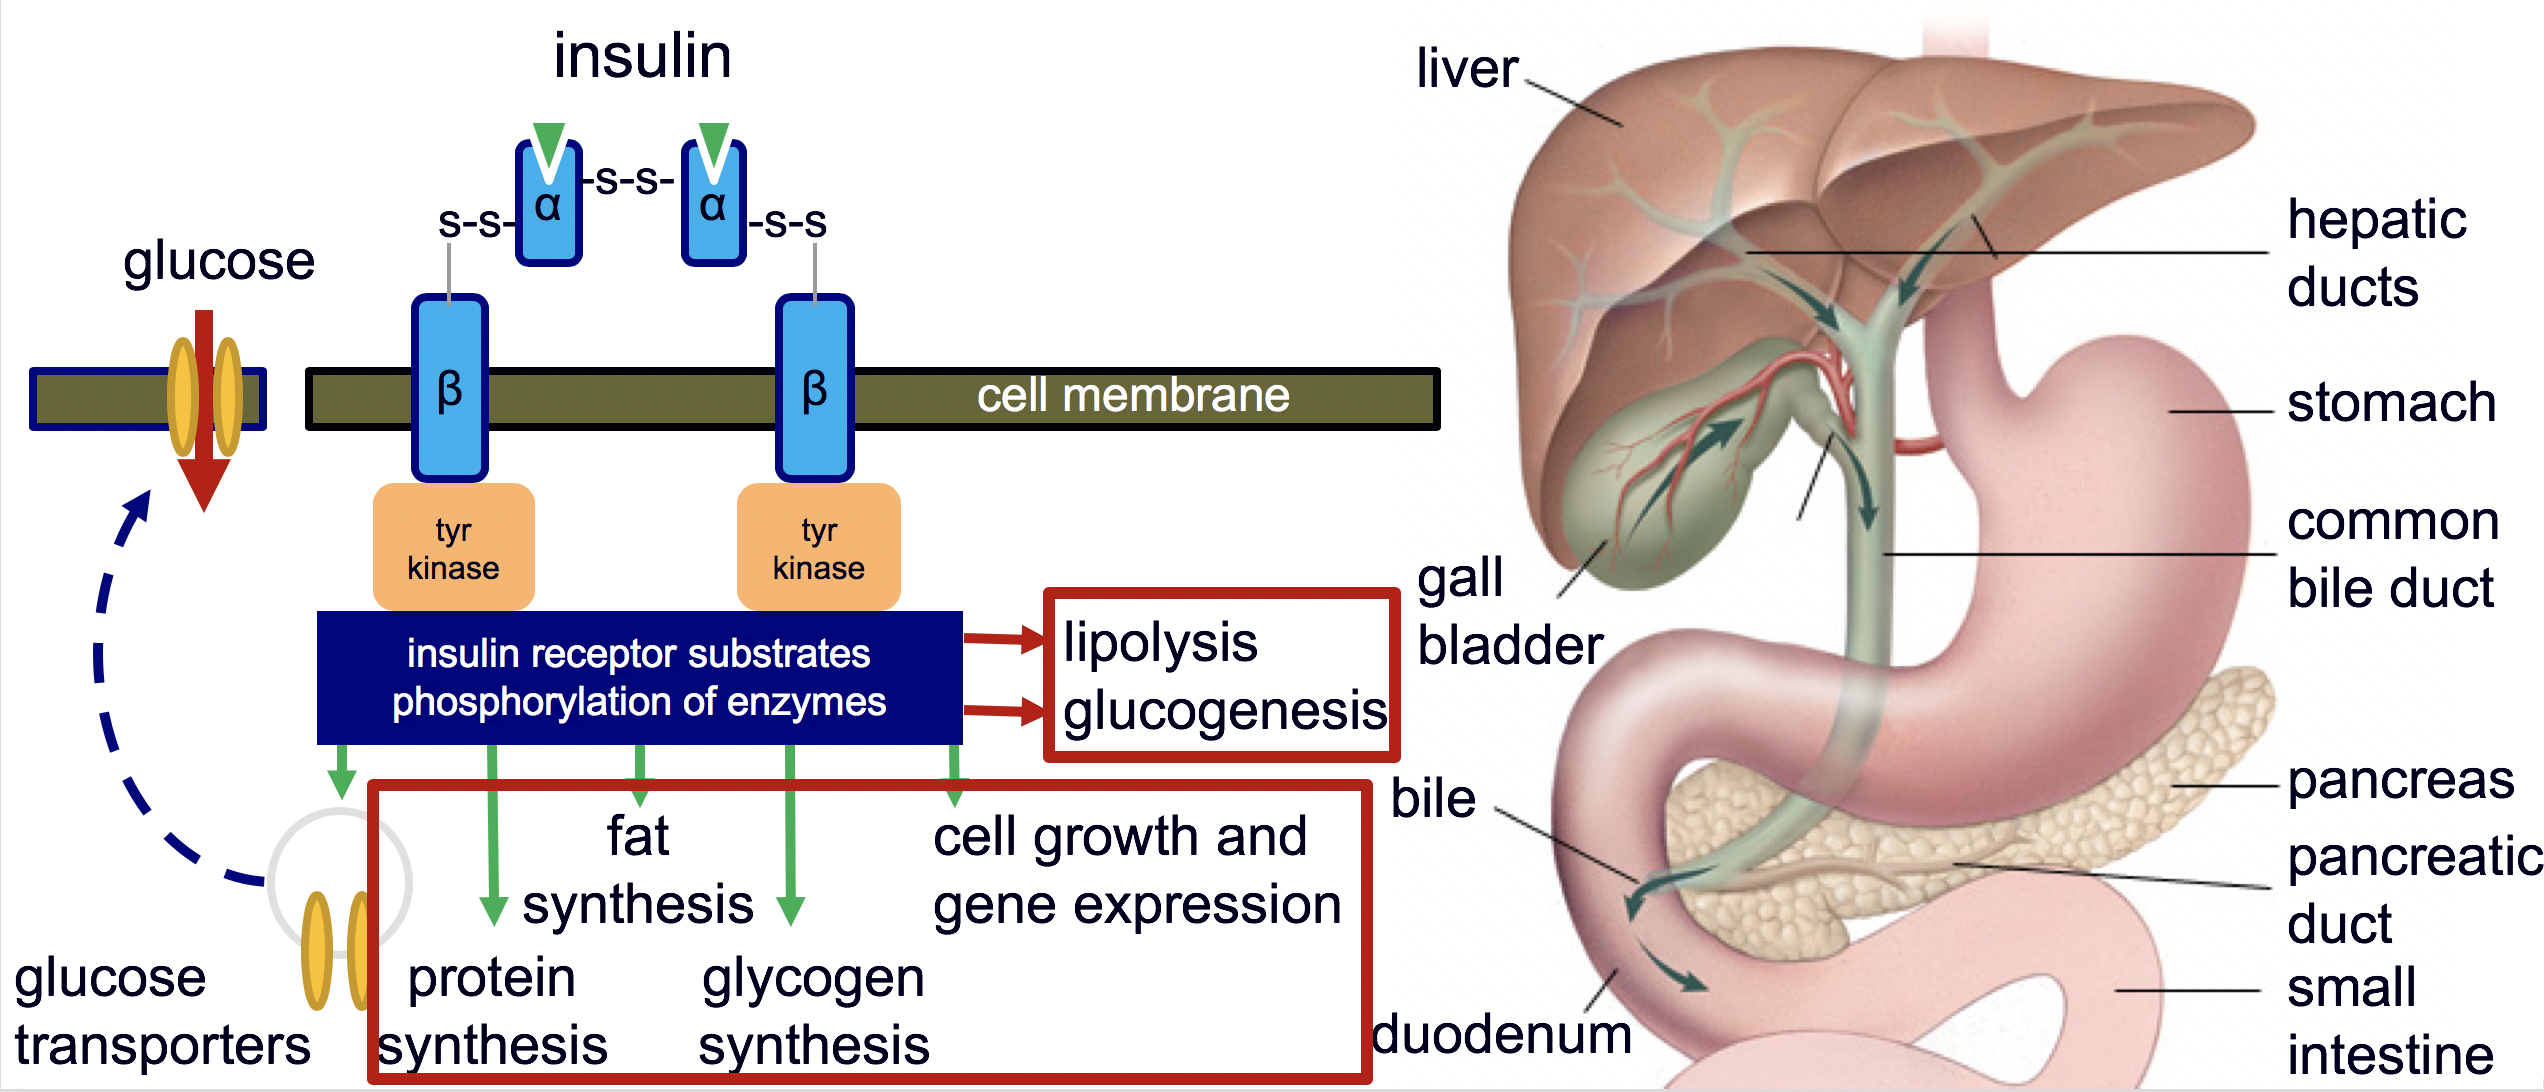 insulin
α
-s-s-
α
s-s-
-s-s
glucose
β
β
cell membrane
tyr
kinase
tyr
kinase
insulin receptor substrates
phosphorylation of enzymes
lipolysis
glucogenesis
fat
synthesis
cell growth and
gene expression
protein
synthesis
glycogen
synthesis
glucose
transporters
liver
hepatic
ducts
stomach
common
bile duct
gall
bladder
bile
pancreas
pancreatic
duct
duodenum
small
intestine